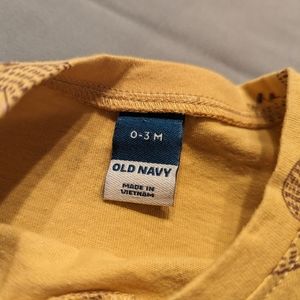 0-3 M
OLD NAVY
MADE IN
VIETNAM